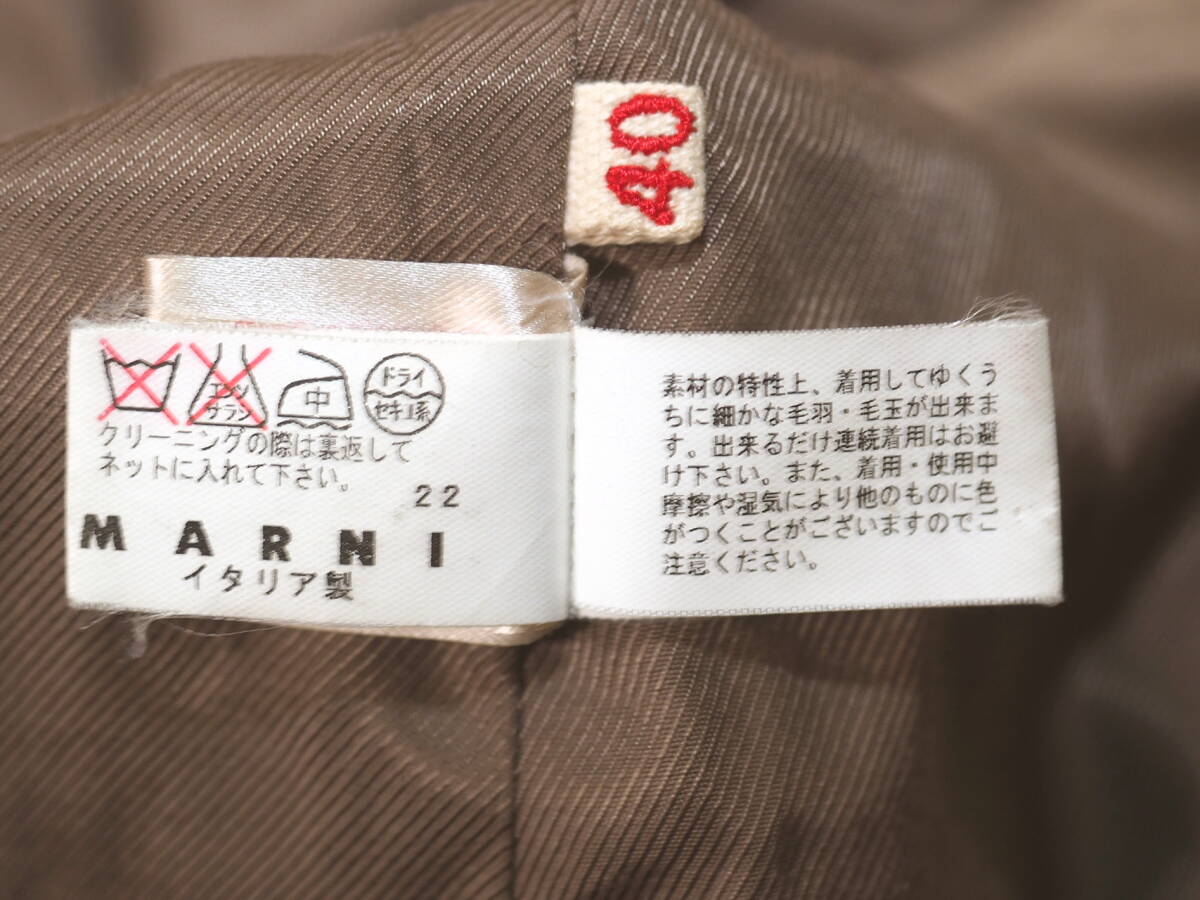 40
エンソ
サラシ
中
ドライ
セキユ系
クリーニングの際は裏返して
ネットに入れて下さい。
22
MARNI
イタリア製
素材の特性上、着用してゆくう
ちに細かな毛羽・毛玉が出来ま
す。出来るだけ連続着用はお避
け下さい。また、着用・使用中
摩擦や湿気により他のものに色
がつくことがございますのでご
注意ください。